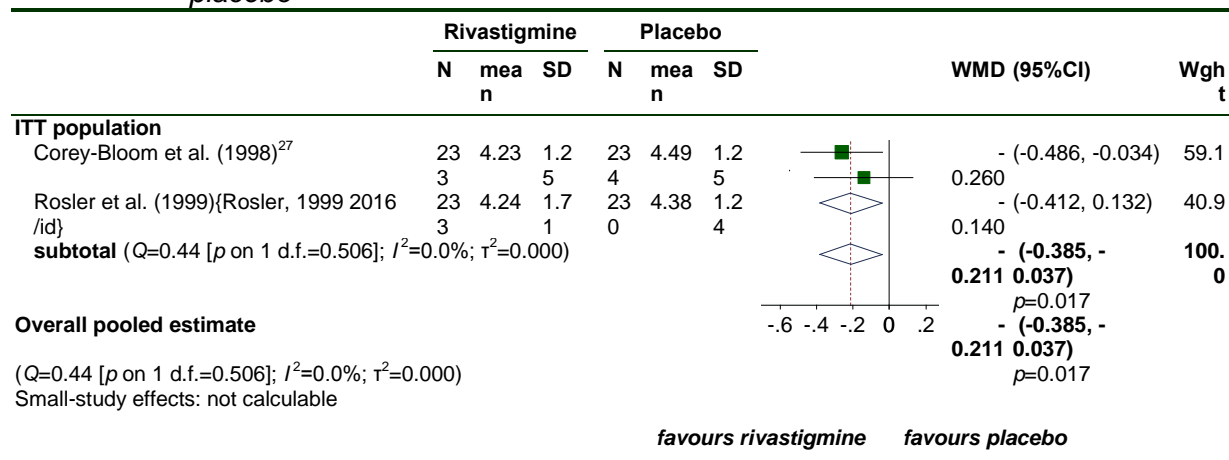 placebo
Rivastigmine Placebo
N mea SD N mea SD WMD (95%CI) Wgh
n n t
ITT population
Corey-Bloom et al. (1998)27 23 4.23 1.2 23 4.49 1.2 - (-0.486, -0.034) 59.1
3 5 4 5 0.260
Rosler et al. (1999){Rosler, 1999 2016 23 4.24 1.7 23 4.38 1.2 - (-0.412, 0.132) 40.9
/id} 3 1 0 4 0.140
subtotal (Q=0.44 [p on 1 d.f.=0.506]; I2=0.0%; τ2=0.000) - (-0.385, - 100.
0.211 0.037) 0
p=0.017
Overall pooled estimate -.6 -.4 -.2 0 .2 - (-0.385, -
0.211 0.037)
(Q=0.44 [p on 1 d.f.=0.506]; I2=0.0%; τ2=0.000) p=0.017
Small-study effects: not calculable
favours rivastigmine favours placebo